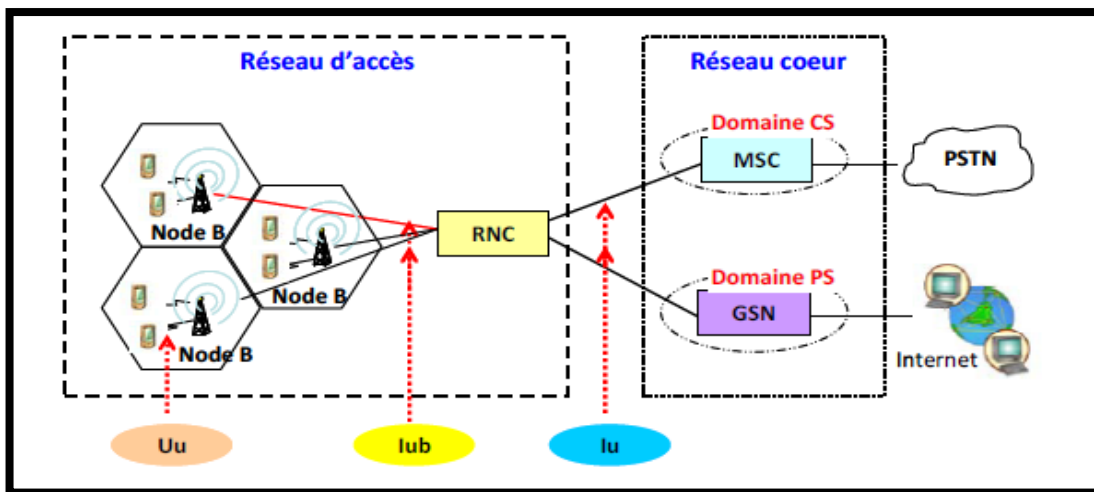 Réseau d'accès
Réseau coeur
Domaine CS
MSC
PSTN
Node B
RNC
Node B
Domaine PS
GSN
Node B
Internet
Uu
Iub
Iu